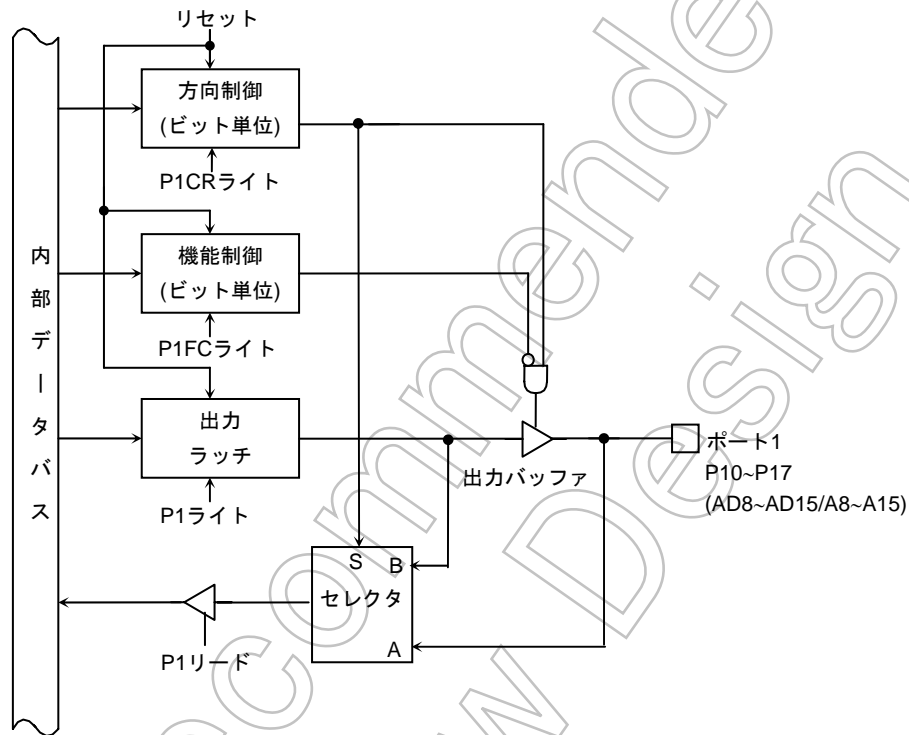 リセット
方向制御
(ビット単位)
P1CRライト
内部データバス
機能制御
(ビット単位)
P1FCライト
出力
ラッチ
P1ライト
出力バッファ
ポート1
P10~P17
(AD8~AD15/A8~A15)
S
B
セレクタ
A
P1リード
ecommende
w Design